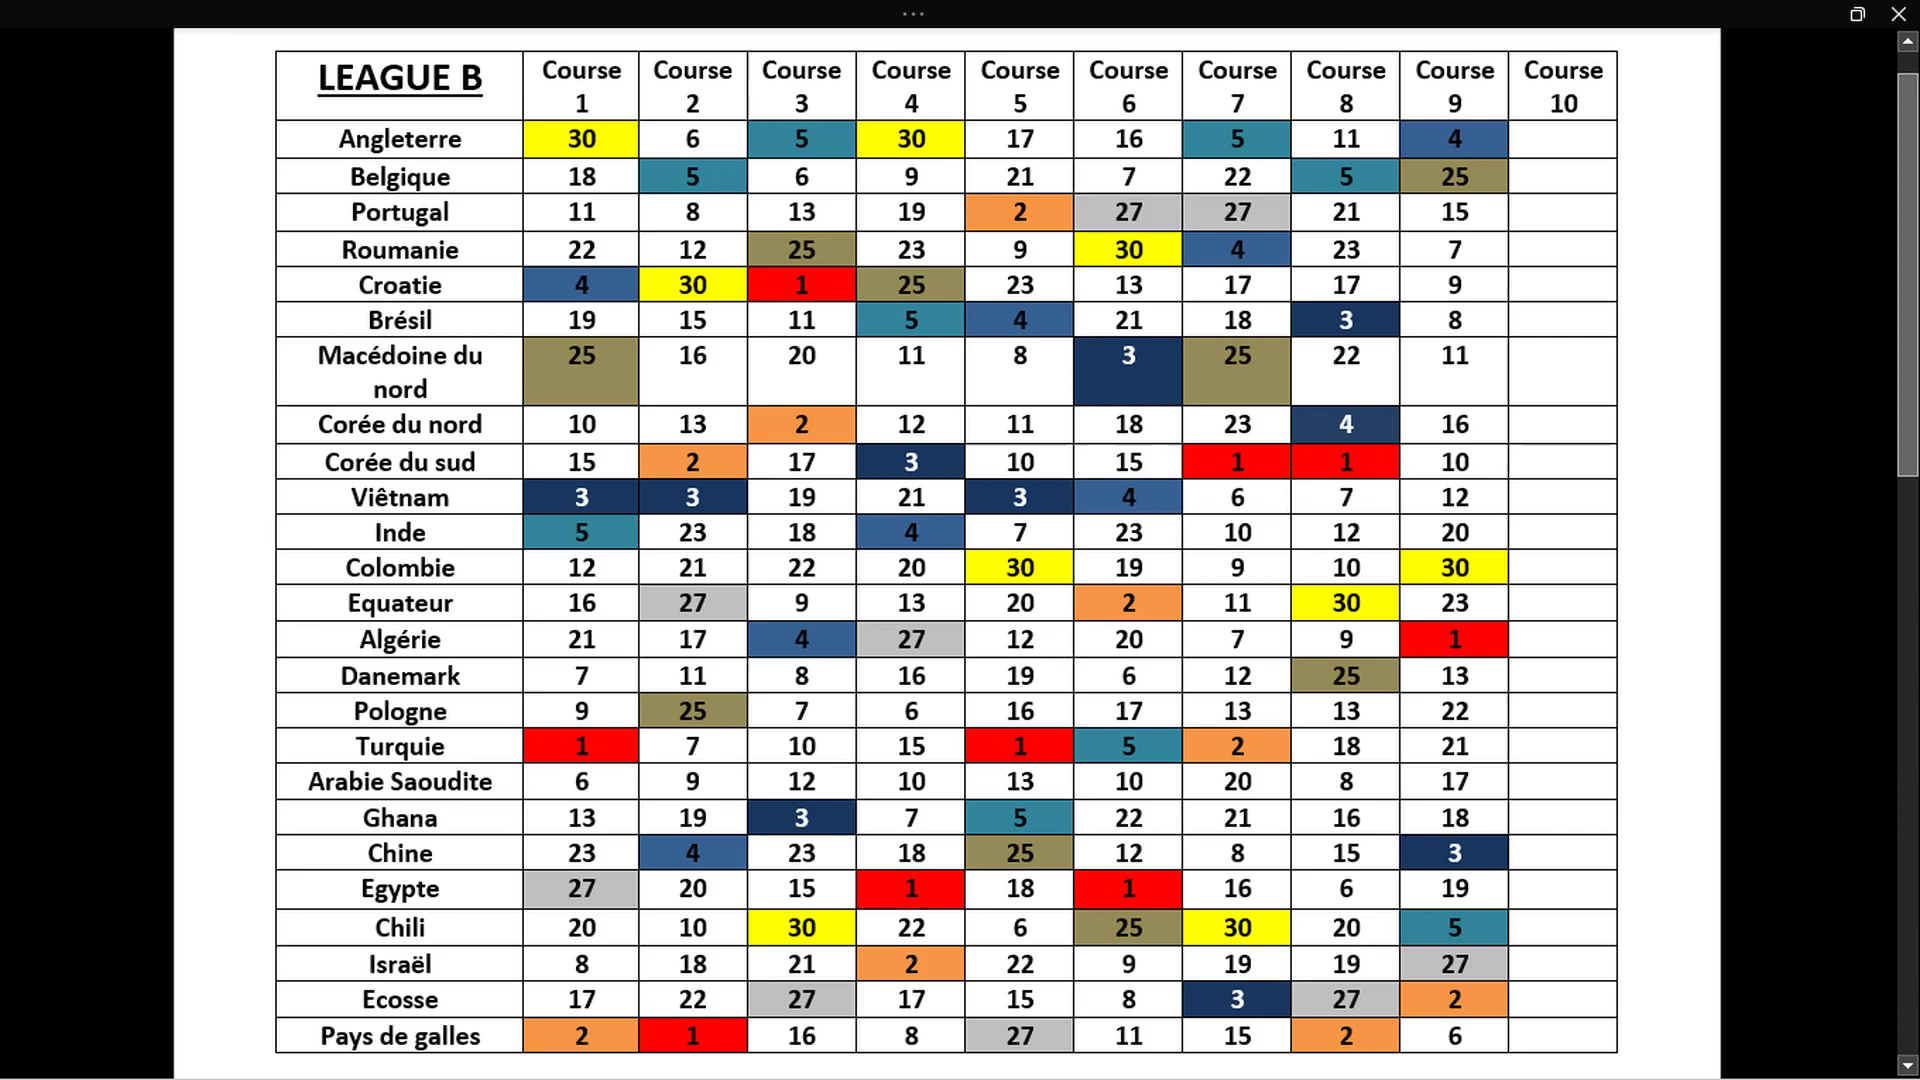 LEAGUE B Course 1 Course 2 Course 3 Course 4 Course 5 Course 6 Course 7 Course 8 Course 9 Course 10
Angleterre 30 6 5 30 17 16 5 11 4
Belgique 18 5 6 9 21 7 22 5 25
Portugal 11 8 13 19 2 27 27 21 15
Roumanie 22 12 25 23 9 30 4 23 7
Croatie 4 30 1 25 23 13 17 17 9
Brésil 19 15 11 5 4 21 18 3 8
Macédoine du nord 25 16 20 11 8 3 25 22 11
Corée du nord 10 13 2 12 11 18 23 4 16
Corée du sud 15 2 17 3 10 15 1 1 10
Viêtnam 3 3 19 21 3 4 6 7 12
Inde 5 23 18 4 7 23 10 12 20
Colombie 12 21 22 20 30 19 9 10 30
Equateur 16 27 9 13 20 2 11 30 23
Algérie 21 17 4 27 12 20 7 9 1
Danemark 7 11 8 16 19 6 12 25 13
Pologne 9 25 7 6 16 17 13 13 22
Turquie 1 7 10 15 1 5 2 18 21
Arabie Saoudite 6 9 12 10 13 10 20 8 17
Ghana 13 19 3 7 5 22 21 16 18
Chine 23 4 23 18 25 12 8 15 3
Egypte 27 20 15 1 18 1 16 6 19
Chili 20 10 30 22 6 25 30 20 5
Israël 8 18 21 2 22 9 19 19 27
Ecosse 17 22 27 17 15 8 3 27 2
Pays de galles 2 1 16 8 27 11 15 2 6